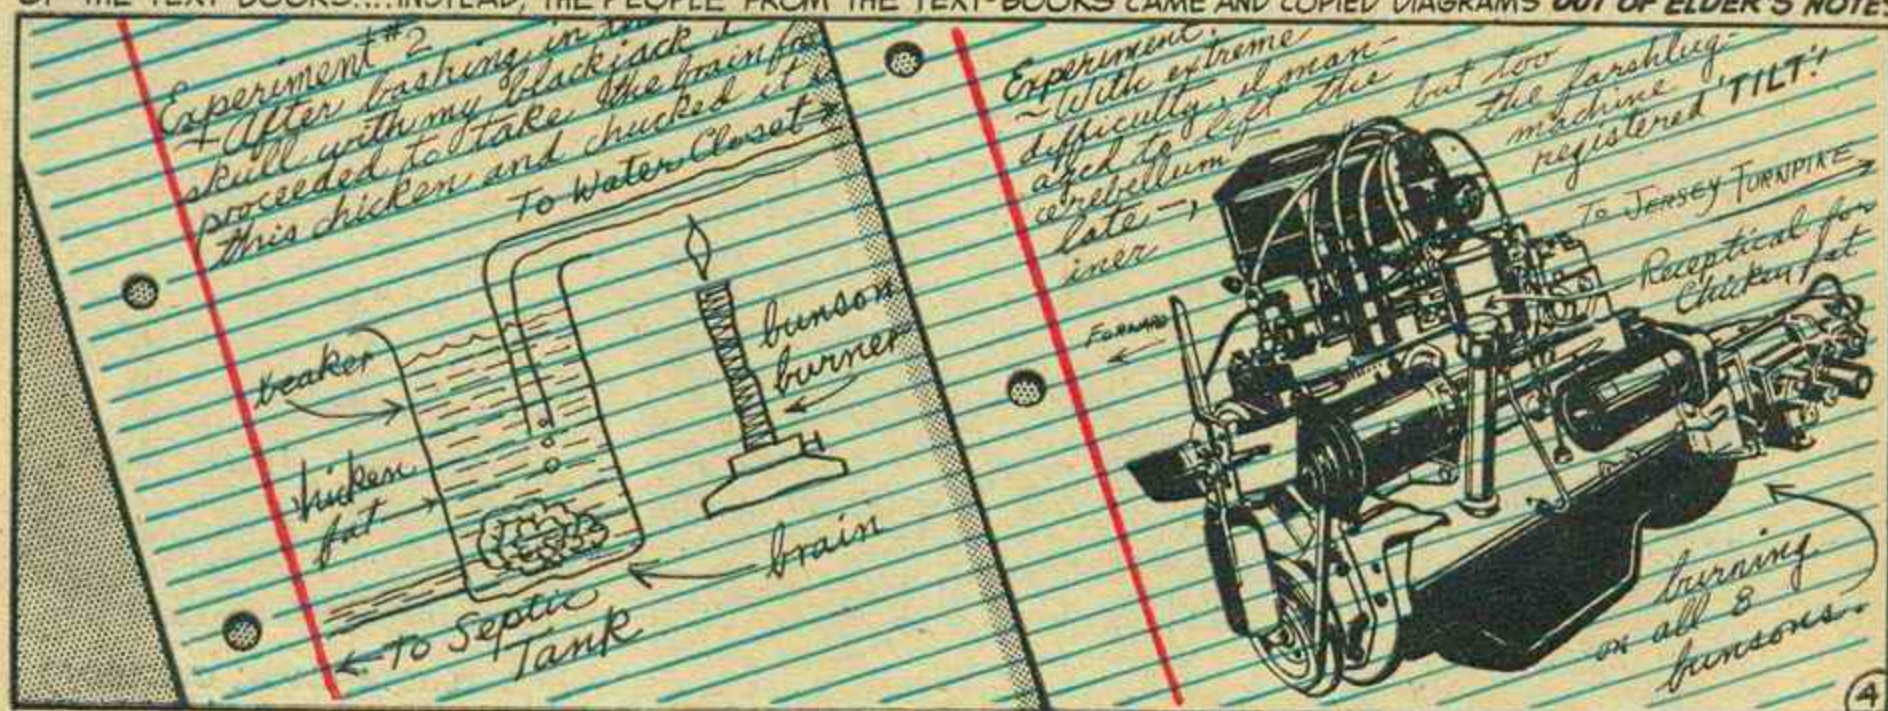 OF THE TEXT BOOKS....INSTEAD, THE PEOPLE FROM THE TEXT-BOOKS CAME AND COPIED DIAGRAMS OUT OF ELDER'S NOTES
Experiment #2
After bashing in the
skull with my blackjack I
proceeded to take the brain
this chicken and chucked it
To Water Closet
beaker
bunson
burner
chicken
fat
brain
To Septic
Tank
Experiment
With extreme
difficulty, I man-
aged to lift the
cerebellum but too
late-, the farshlug-
iner machine
registered 'TILT!'
To JERSEY TURNPIKE
Receptical for
Chicken fat
FORWARD
burning
on all 8
bunsons
4